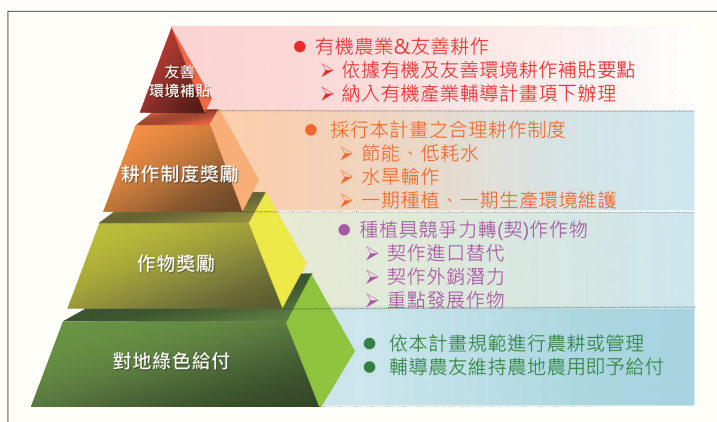 友善
環境補貼
● 有機農業&友善耕作
➢ 依據有機及友善環境耕作補貼要點
➢ 納入有機產業輔導計畫項下辦理
耕作制度獎勵
● 採行本計畫之合理耕作制度
➢ 節能、低耗水
➢ 水旱輪作
➢ 一期種植、一期生產環境維護
作物獎勵
● 種植具競爭力轉(契)作作物
➢ 契作進口替代
➢ 契作外銷潛力
➢ 重點發展作物
對地綠色給付
● 依本計畫規範進行農耕或管理
● 輔導農友維持農地農用即予給付